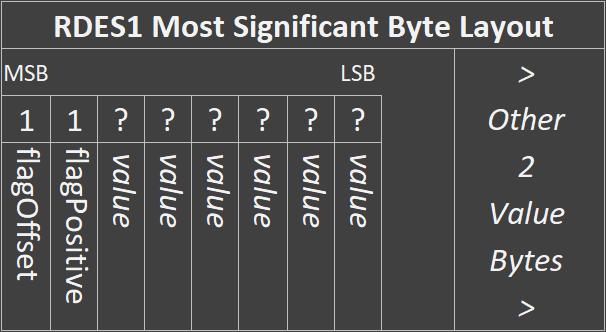 RDES1 Most Significant Byte Layout
MSB LSB
1 1 ? ? ? ? ? ?
flagOffset
flagPositive
value
value
value
value
value
value
>
Other
2
Value
Bytes
>